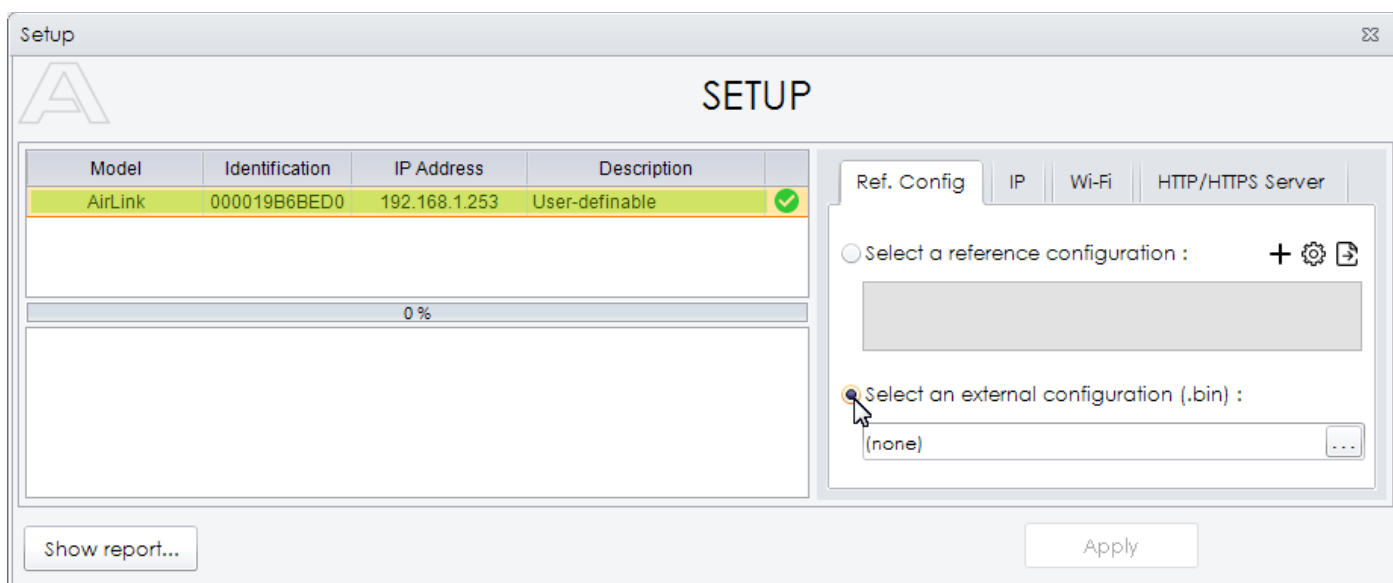 Setup
SETUP
Model Identification IP Address Description
AirLink 000019B6BED0 192.168.1.253 User-definable
0 %
Ref. Config IP Wi-Fi HTTP/HTTPS Server
Select a reference configuration :
Select an external configuration (.bin) :
(none) ...
Show report... Apply